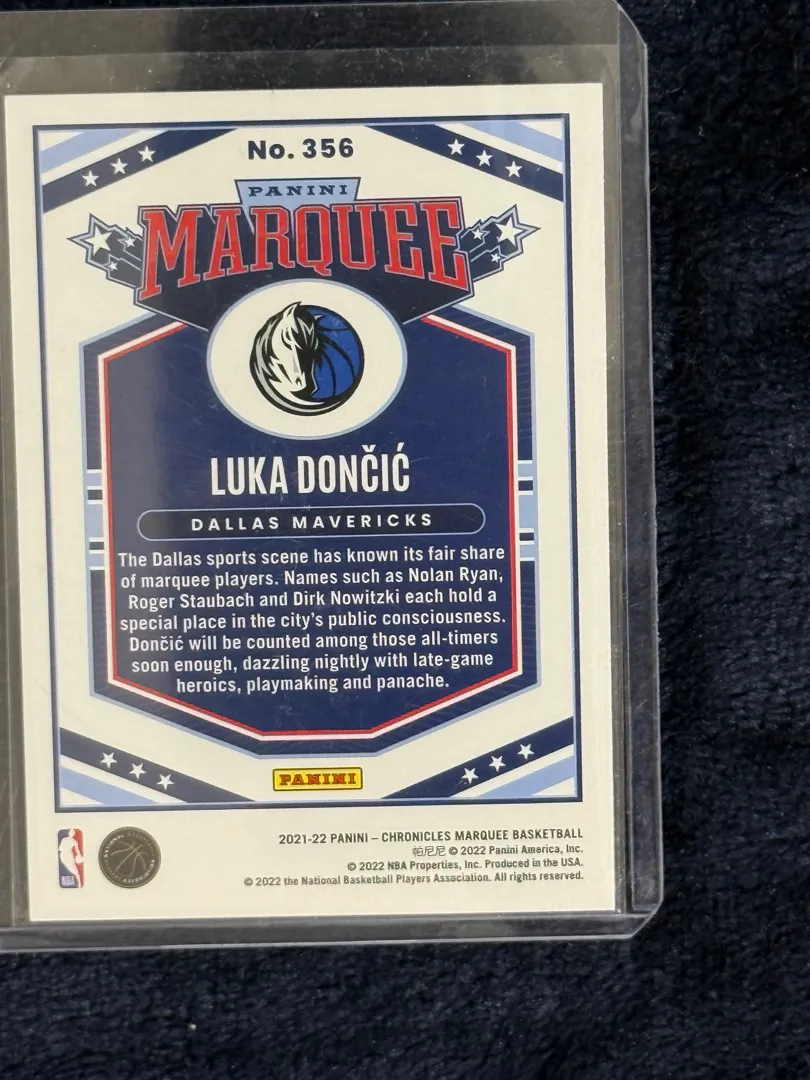 No. 356
PANINI
MARQUEE
LUKA DONČIĆ
DALLAS MAVERICKS
The Dallas sports scene has known its fair share
of marquee players. Names such as Nolan Ryan,
Roger Staubach and Dirk Nowitzki each hold a
special place in the city's public consciousness.
Dončić will be counted among those all-timers
soon enough, dazzling nightly with late-game
heroics, playmaking and panache.
PANINI
2021-22 PANINI – CHRONICLES MARQUEE BASKETBALL
帕尼尼 © 2022 Panini America, Inc.
© 2022 NBA Properties, Inc. Produced in the USA.
© 2022 the National Basketball Players Association. All rights reserved.
NBA